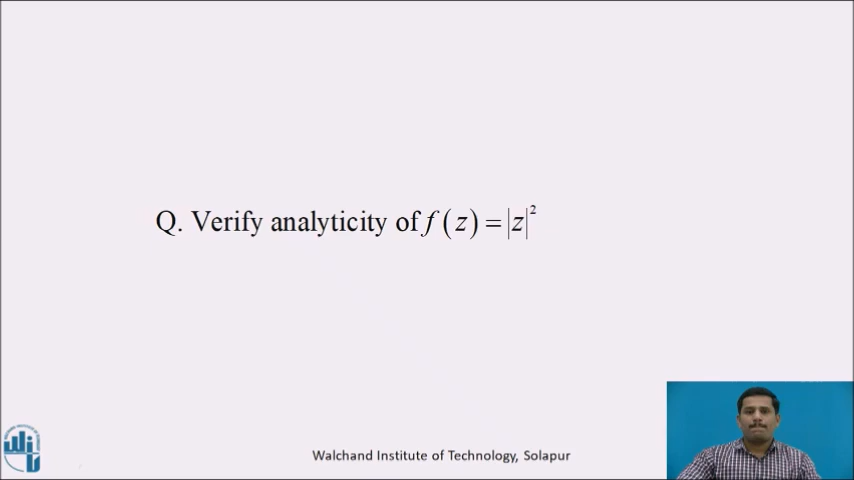 Q. Verify analyticity of f(z) = |z|²
Walchand Institute of Technology, Solapur